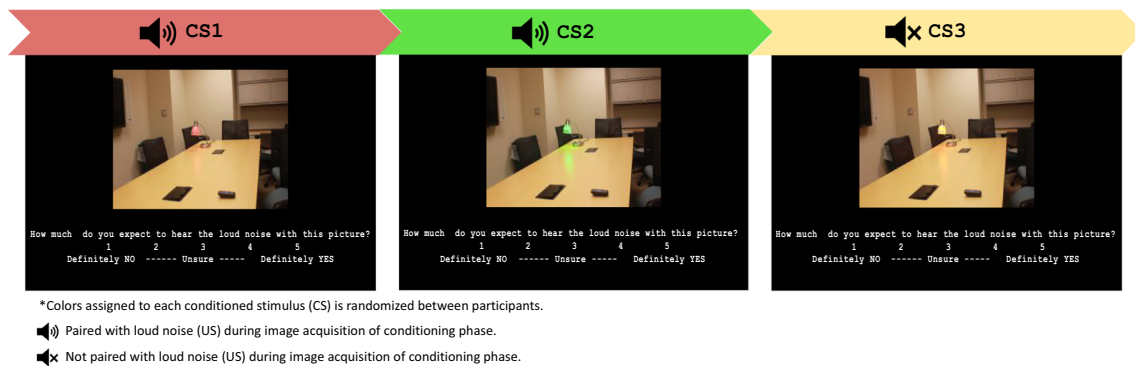 CS1
CS2
CS3
How much  do you expect to hear the loud noise with this picture?
1 2 3 4 5
Definitely NO ------ Unsure ----- Definitely YES
How much  do you expect to hear the loud noise with this picture?
1 2 3 4 5
Definitely NO ------ Unsure ----- Definitely YES
How much  do you expect to hear the loud noise with this picture?
1 2 3 4 5
Definitely NO ------ Unsure ----- Definitely YES
*Colors assigned to each conditioned stimulus (CS) is randomized between participants.
Paired with loud noise (US) during image acquisition of conditioning phase.
Not paired with loud noise (US) during image acquisition of conditioning phase.